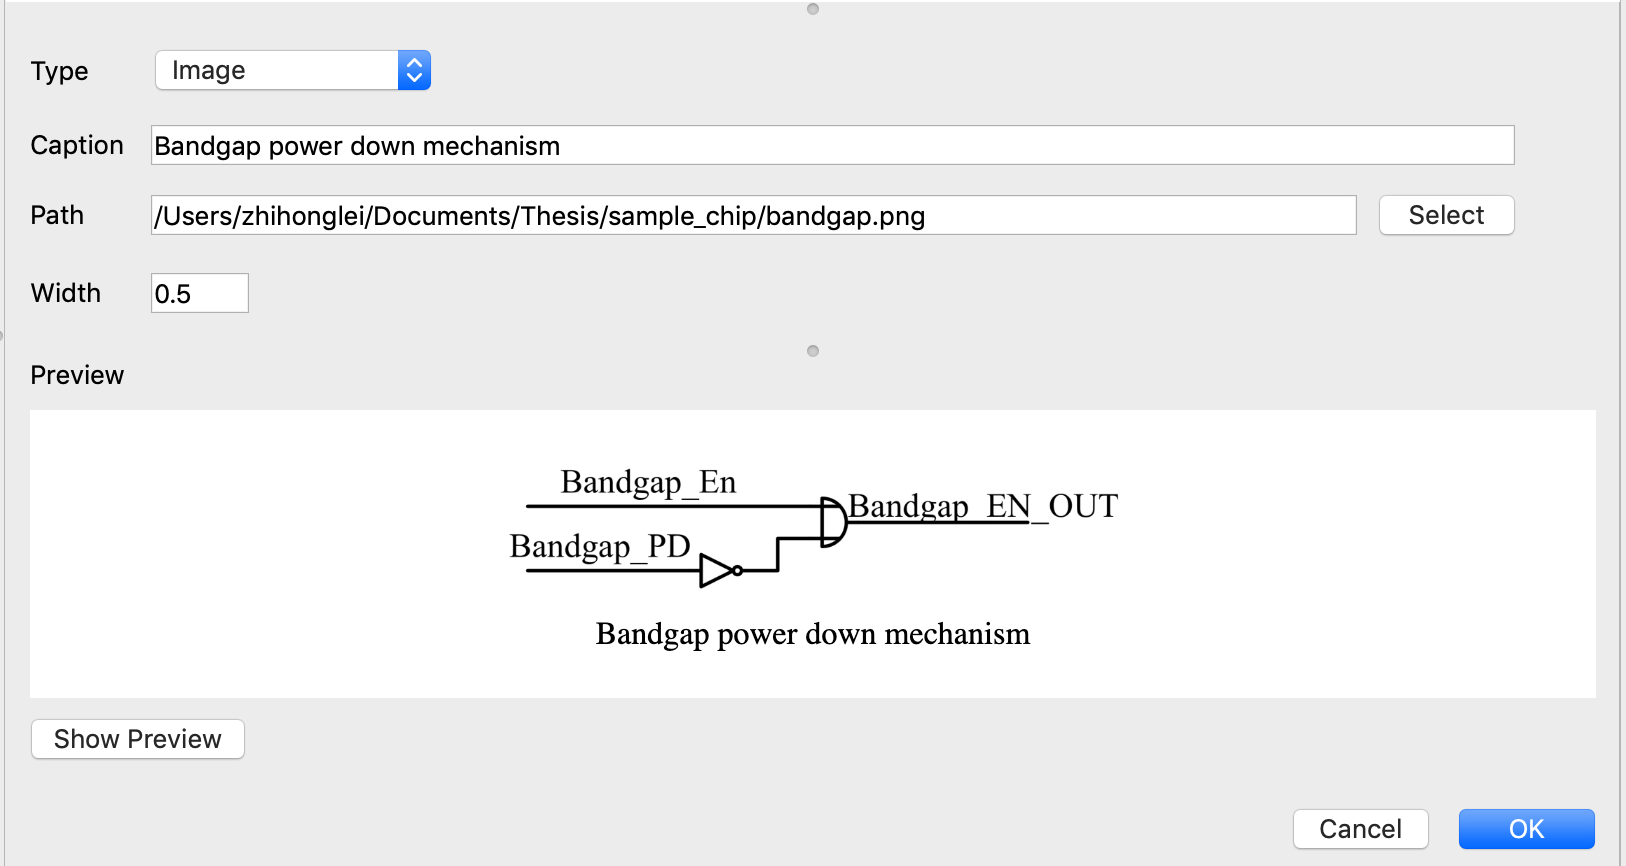 Type Image
Caption Bandgap power down mechanism
Path /Users/zhihonglei/Documents/Thesis/sample_chip/bandgap.png Select
Width 0.5
Preview
Bandgap_En
Bandgap_EN_OUT
Bandgap_PD
Bandgap power down mechanism
Show Preview
Cancel OK